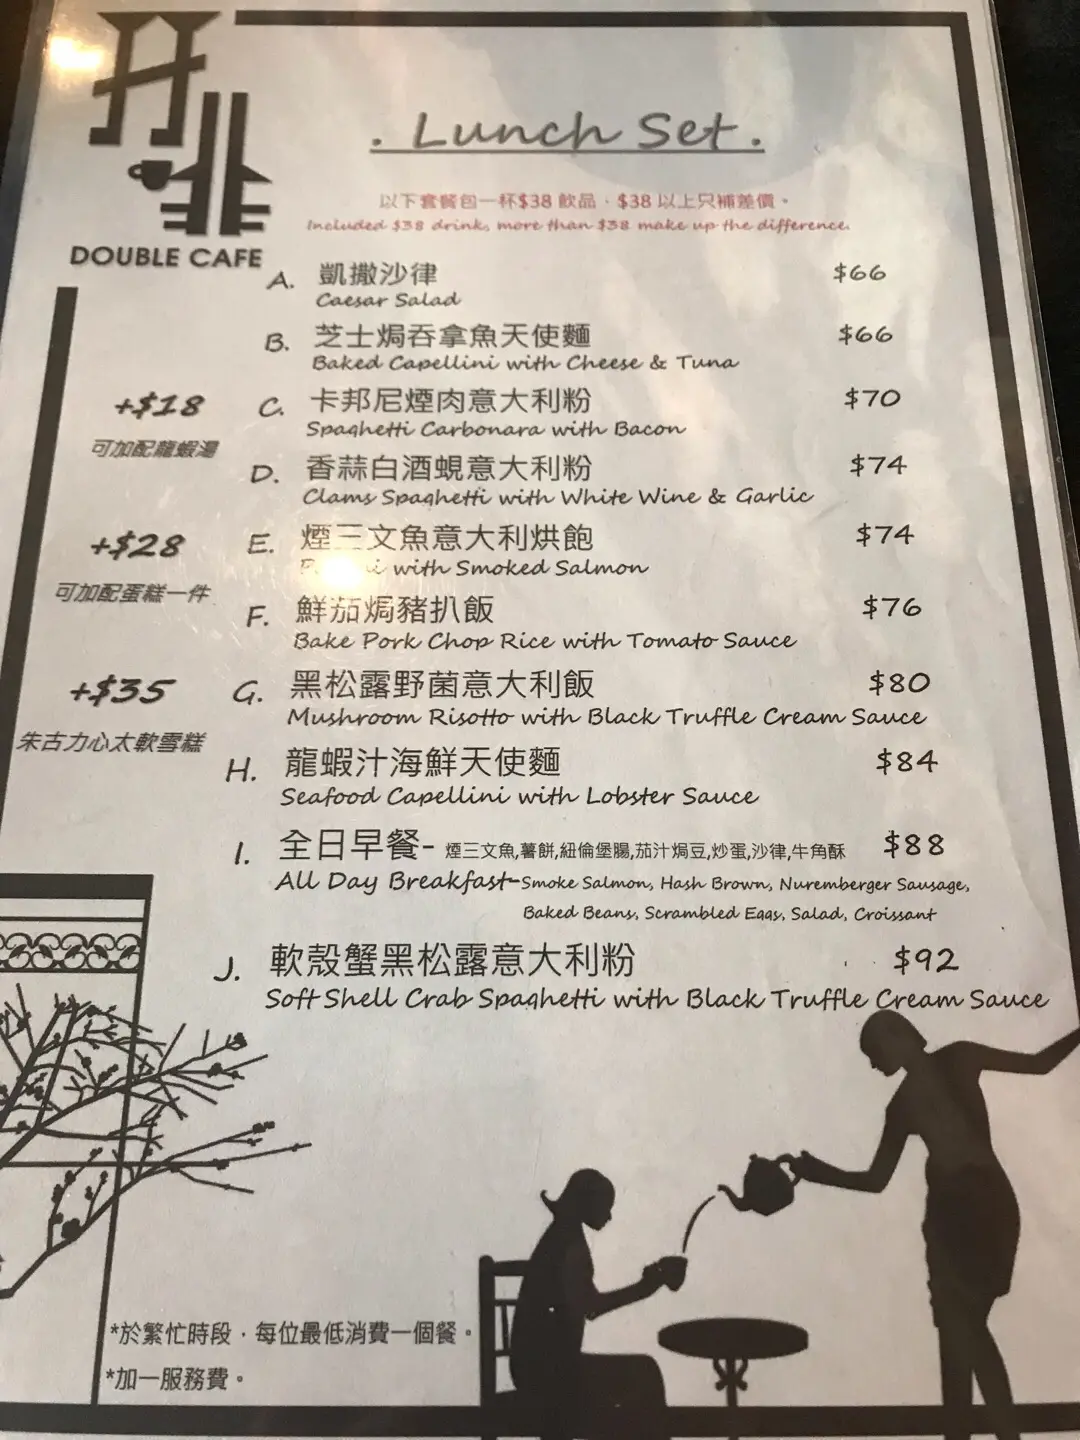 DOUBLE CAFE
. Lunch Set .
以下套餐包一杯$38 飲品，$38 以上只補差價。
Included $38 drink, more than $38 make up the difference.
A. 凱撒沙律 $66
Caesar Salad
B. 芝士焗吞拿魚天使麵 $66
Baked Capellini with Cheese & Tuna
+$18
可加配龍蝦湯
C. 卡邦尼煙肉意大利粉 $70
Spaghetti Carbonara with Bacon
D. 香蒜白酒蜆意大利粉 $74
Clams Spaghetti with White Wine & Garlic
+$28
可加配蛋糕一件
E. 煙三文魚意大利烘飽 $74
with Smoked Salmon
F. 鮮茄焗豬扒飯 $76
Bake Pork Chop Rice with Tomato Sauce
+$35
朱古力心太軟雪糕
G. 黑松露野菌意大利飯 $80
Mushroom Risotto with Black Truffle Cream Sauce
H. 龍蝦汁海鮮天使麵 $84
Seafood Capellini with Lobster Sauce
I. 全日早餐- 煙三文魚,薯餅,紐倫堡腸,茄汁焗豆,炒蛋,沙律,牛角酥 $88
All Day Breakfast-Smoke Salmon, Hash Brown, Nuremberger Sausage,
Baked Beans, Scrambled Eggs, Salad, Croissant
J. 軟殼蟹黑松露意大利粉 $92
Soft Shell Crab Spaghetti with Black Truffle Cream Sauce
*於繁忙時段，每位最低消費一個餐。
*加一服務費。